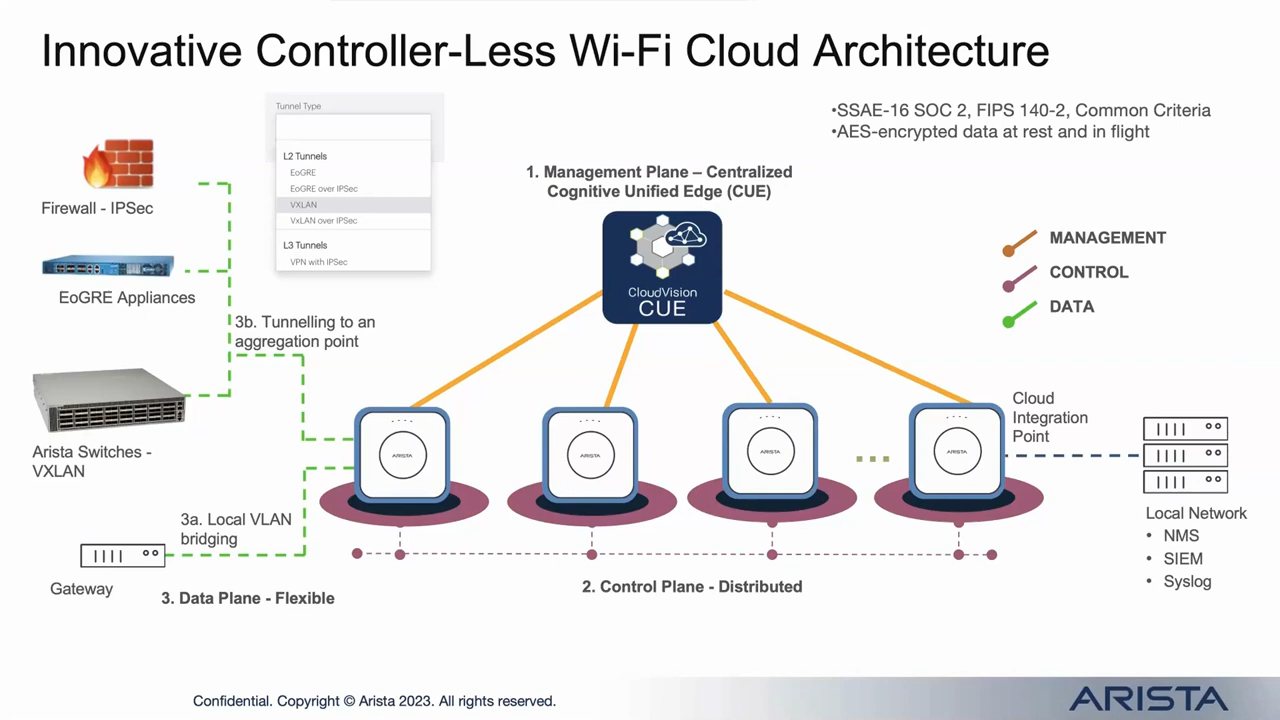 Innovative Controller-Less Wi-Fi Cloud Architecture
•SSAE-16 SOC 2, FIPS 140-2, Common Criteria
•AES-encrypted data at rest and in flight
Tunnel Type
L2 Tunnels
EoGRE
EoGRE over IPSec
VXLAN
VxLAN over IPSec
L3 Tunnels
VPN with IPSec
1. Management Plane – Centralized
Cognitive Unified Edge (CUE)
CloudVision
CUE
MANAGEMENT
CONTROL
DATA
Firewall - IPSec
EoGRE Appliances
3b. Tunnelling to an
aggregation point
Arista Switches -
VXLAN
3a. Local VLAN
bridging
Gateway
3. Data Plane - Flexible
ARISTA
ARISTA
ARISTA
ARISTA
Cloud
Integration
Point
Local Network
• NMS
• SIEM
• Syslog
2. Control Plane - Distributed
Confidential. Copyright © Arista 2023. All rights reserved.
ARISTA